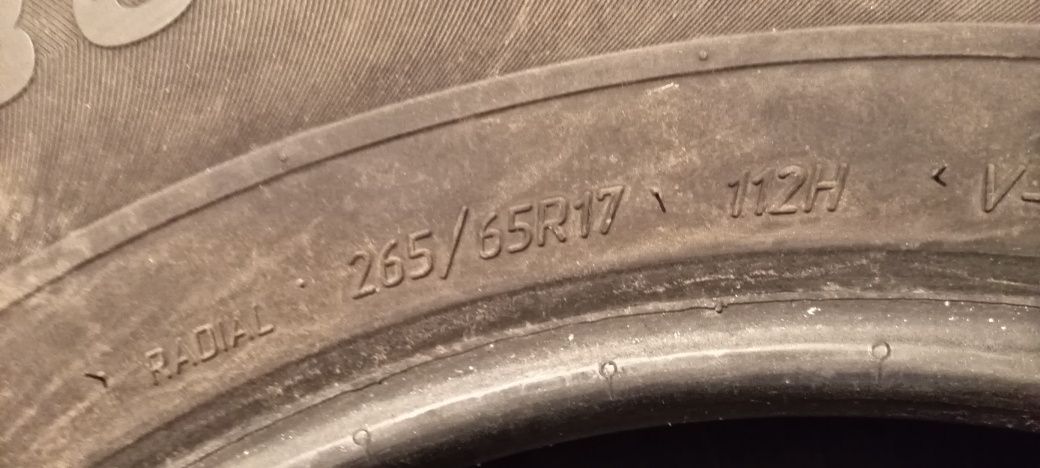 RADIAL 265/65R17 112H V-